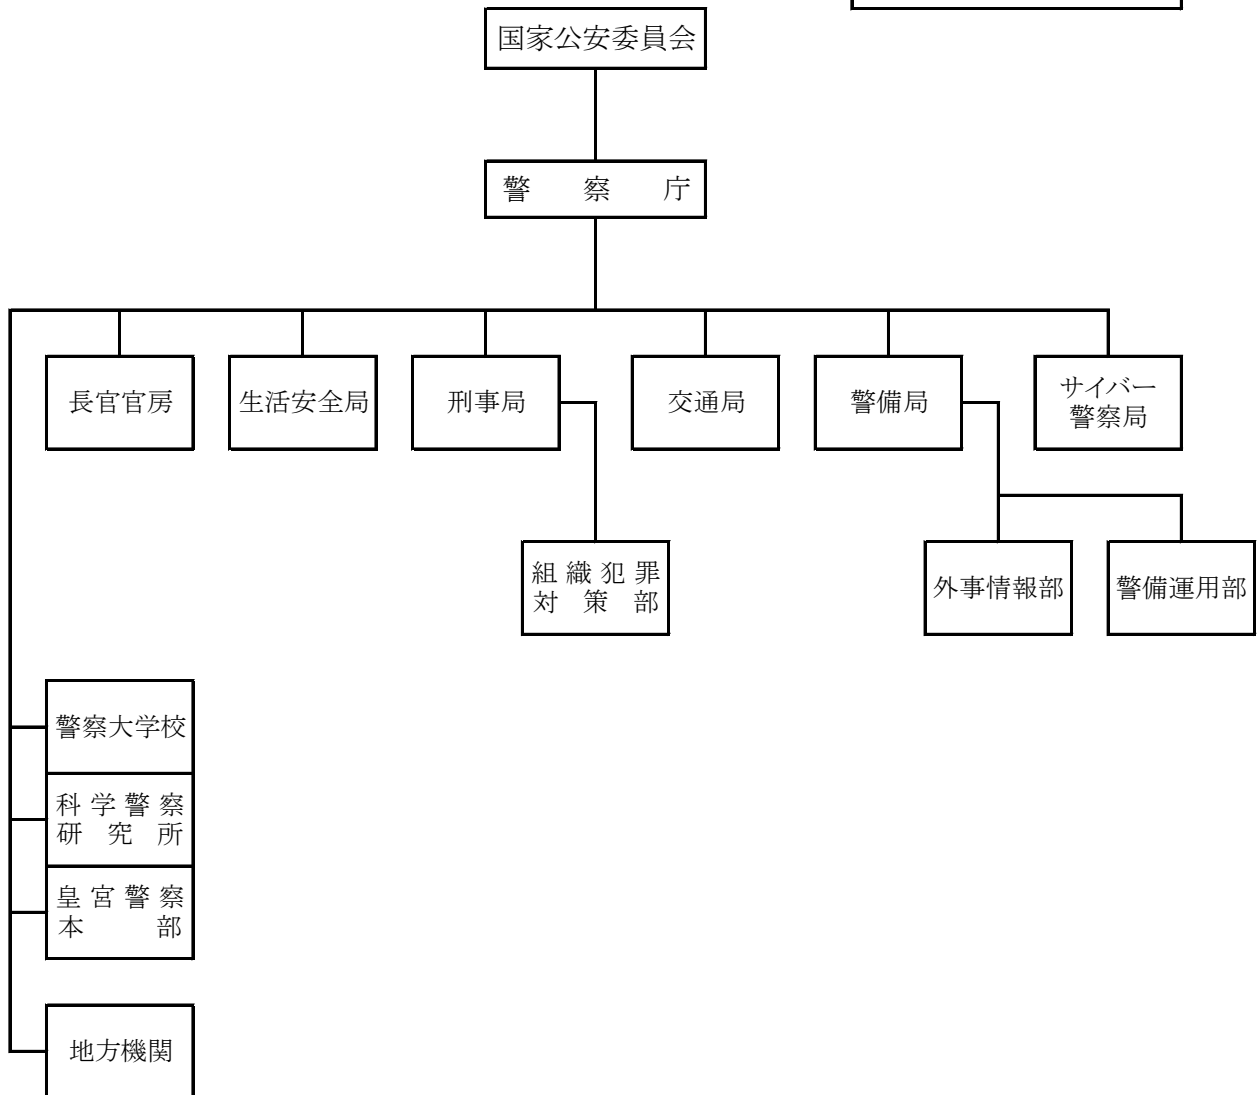 国家公安委員会
警察庁
長官官房
生活安全局
刑事局
交通局
警備局
サイバー
警察局
組織犯罪
対策部
外事情報部
警備運用部
警察大学校
科学警察
研究所
皇宮警察
本部
地方機関